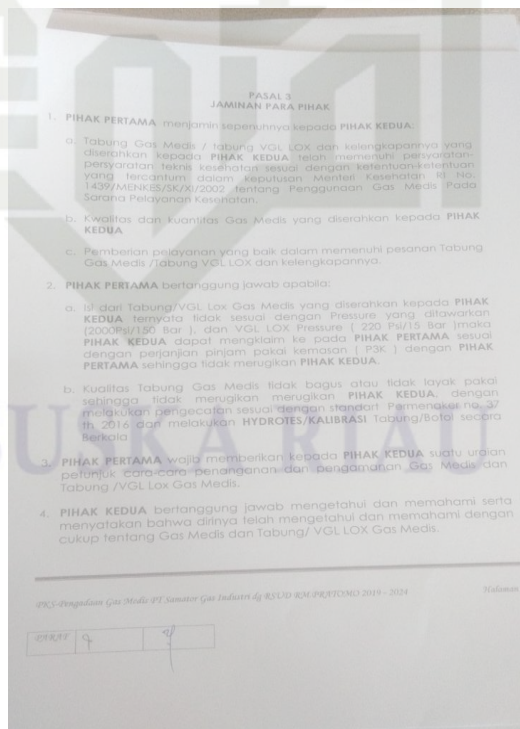 PASAL 3
JAMINAN PARA PIHAK
1. PIHAK PERTAMA menjamin sepenuhnya kepada PIHAK KEDUA:
a. Tabung Gas Medis / tabung VGL LOX dan kelengkapannya yang
diserahkan kepada PIHAK KEDUA telah memenuhi persyaratan-
persyaratan teknis kesehatan sesuai dengan ketentuan-ketentuan
yang tercantum dalam keputusan Menteri Kesehatan RI No.
1439/MENKES/SK/XI/2002 tentang Penggunaan Gas Medis Pada
Sarana Pelayanan Kesehatan.
b. Kwalitas dan kuantitas Gas Medis yang diserahkan kepada PIHAK
KEDUA
c. Pemberian pelayanan yang baik dalam memenuhi pesanan Tabung
Gas Medis /Tabung VGL LOX dan kelengkapannya.
2. PIHAK PERTAMA bertanggung jawab apabila:
a. Isi dari Tabung/VGL Lox Gas Medis yang diserahkan kepada PIHAK
KEDUA ternyata tidak sesuai dengan Pressure yang ditawarkan
(2000Psi/150 Bar ), dan VGL LOX Pressure ( 220 Psi/15 Bar )maka
PIHAK KEDUA dapat mengklaim ke pada PIHAK PERTAMA sesuai
dengan perjanjian pinjam pakai kemasan ( P3K ) dengan PIHAK
PERTAMA sehingga tidak merugikan PIHAK KEDUA.
b. Kualitas Tabung Gas Medis tidak bagus atau tidak layak pakai
sehingga tidak merugikan merugikan PIHAK KEDUA, dengan
melakukan pengecatan sesuai dengan standart Permenaker no. 37
th 2016 dan melakukan HYDROTES/KALIBRASI Tabung/Botol secara
Berkala
3. PIHAK PERTAMA wajib memberikan kepada PIHAK KEDUA suatu uraian
petunjuk cara-cara penanganan dan pengamanan Gas Medis dan
Tabung /VGL Lox Gas Medis.
4. PIHAK KEDUA bertanggung jawab mengetahui dan memahami serta
menyatakan bahwa dirinya telah mengetahui dan memahami dengan
cukup tentang Gas Medis dan Tabung/ VGL LOX Gas Medis.
SUSKA RIAU
PKS-Pengadaan Gas Medis PT Samator Gas Industri dg RSUD RM PRATOMO 2019 - 2024
Halaman
PARAF